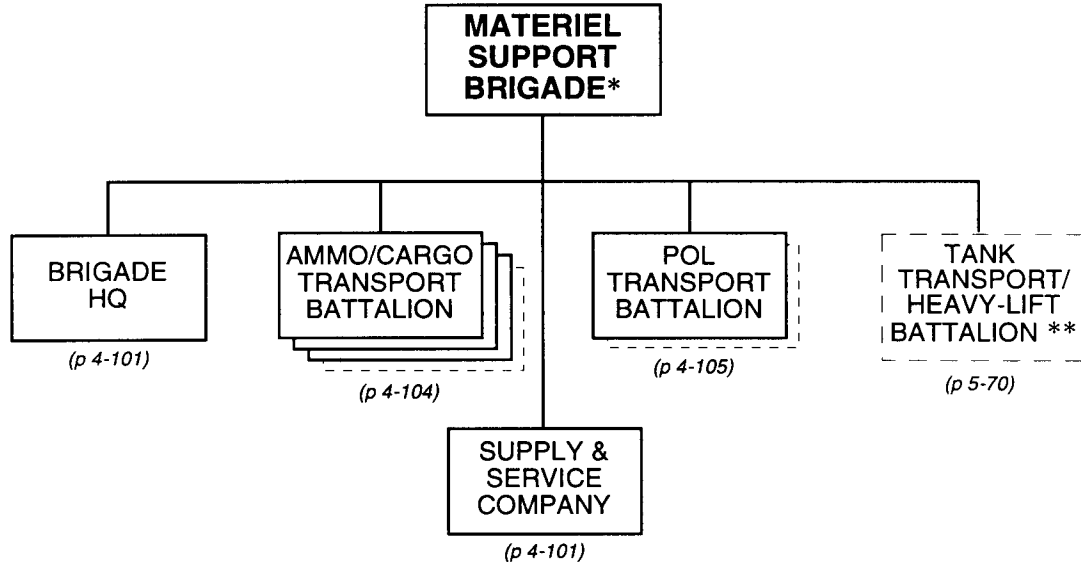 MATERIEL
SUPPORT
BRIGADE*
BRIGADE
HQ
(p 4-101)
AMMO/CARGO
TRANSPORT
BATTALION
(p 4-104)
POL
TRANSPORT
BATTALION
(p 4-105)
TANK
TRANSPORT/
HEAVY-LIFT
BATTALION **
(p 5-70)
SUPPLY &
SERVICE
COMPANY
(p 4-101)